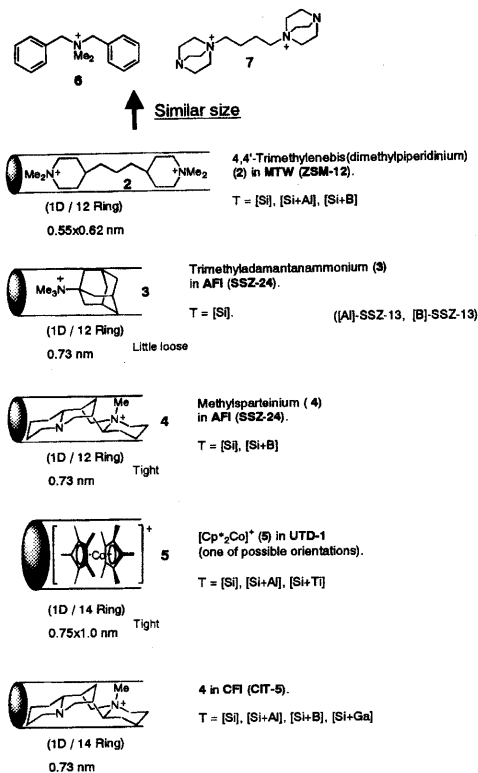 +
N
Me2
6
N+
N+
N
N
7
Similar size
Me2N+
+NMe2
2
(1D / 12 Ring)
0.55x0.62 nm
4,4'-Trimethylenebis(dimethylpiperidinium)
(2) in MTW (ZSM-12).
T = [Si], [Si+Al], [Si+B]
+
Me3N
3
(1D / 12 Ring)
0.73 nm
Little loose
Trimethyladamantanammonium (3)
in AFI (SSZ-24).
T = [Si].
([Al]-SSZ-13, [B]-SSZ-13)
Me
N
N+
4
(1D / 12 Ring)
0.73 nm
Tight
Methylsparteinium ( 4)
in AFI (SSZ-24).
T = [Si], [Si+B]
+
Co
5
(1D / 14 Ring)
0.75x1.0 nm
Tight
[Cp*2Co]+ (5) in UTD-1
(one of possible orientations).
T = [Si], [Si+Al], [Si+Ti]
Me
N
N+
(1D / 14 Ring)
0.73 nm
4 in CFI (CIT-5).
T = [Si], [Si+Al], [Si+B], [Si+Ga]